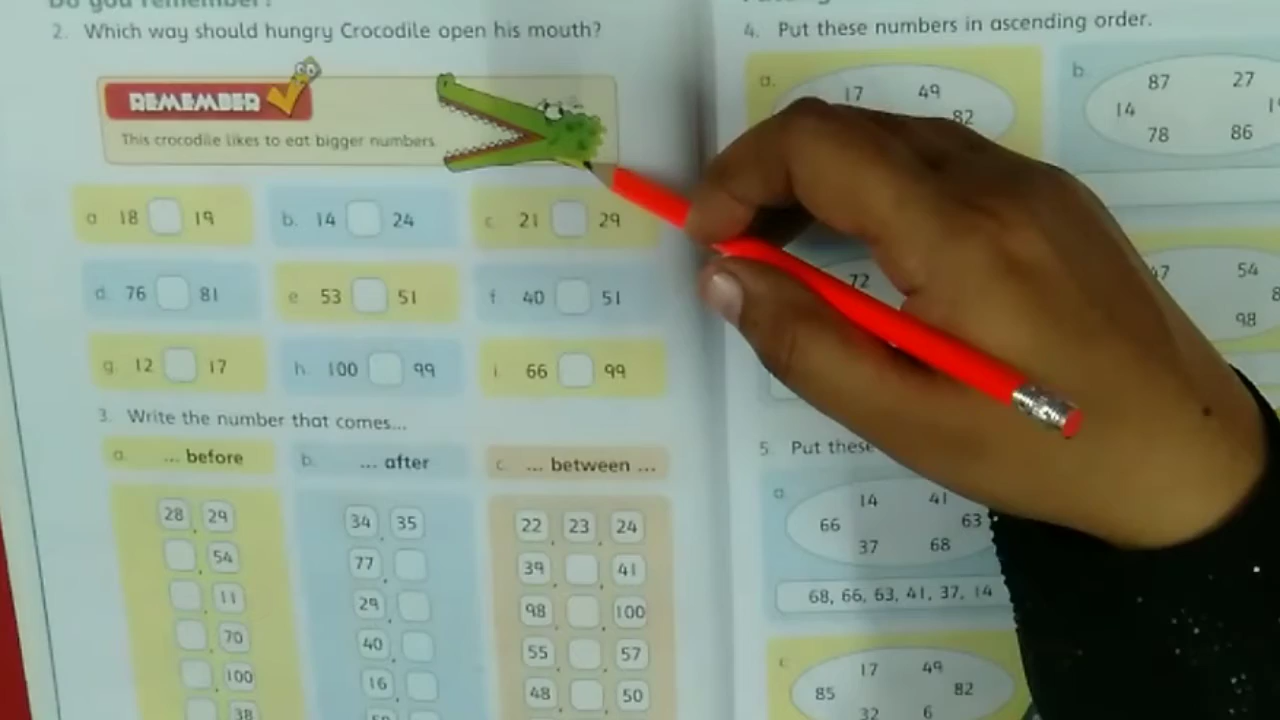 Do you remember?
2. Which way should hungry Crocodile open his mouth?
REMEMBER
This crocodile likes to eat bigger numbers
a 18 19
b. 14 24
c 21 29
d. 76 81
e 53 51
f 40 51
g. 12 17
h. 100 99
i. 66 99
3. Write the number that comes...
a. ... before
28, 29
, 54
, 11
, 70
, 100
, 38
b. ... after
34, 35
77,
29,
40,
16,
c. ... between ...
22, 23, 24
39, , 41
98, , 100
55, , 57
48, , 50
4. Put these numbers in ascending order.
a. 17 49
82
b. 87 27
14
78 86
72
47 54
98
5. Put these
a 14 41
66 63
37 68
68, 66, 63, 41, 37, 14
c 17 49
85 82
32 6